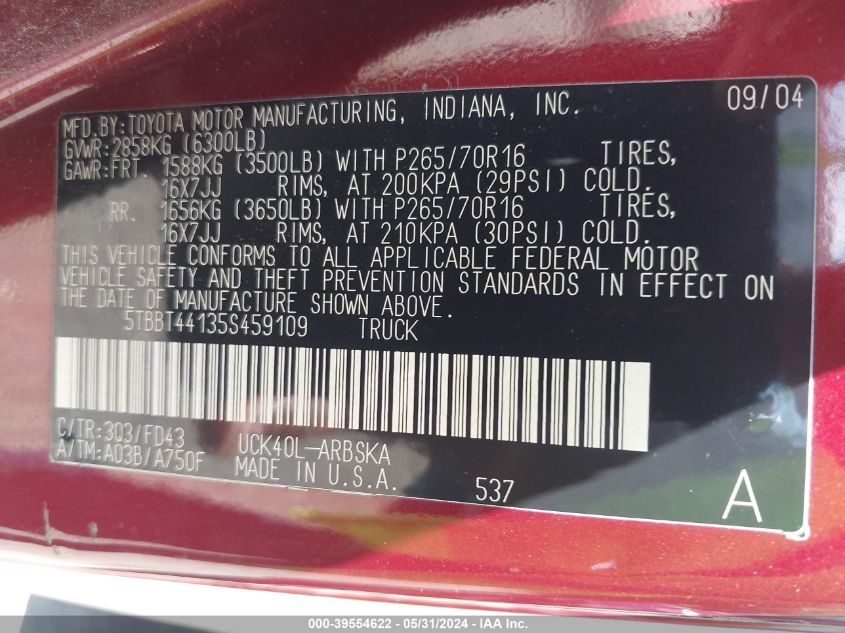 MFD.BY:TOYOTA MOTOR MANUFACTURING, INDIANA, INC. 09/04
GVWR:2858KG (6300LB)
GAWR:FRT. 1588KG (3500LB) WITH P265/70R16 TIRES,
16X7JJ RIMS, AT 200KPA (29PSI) COLD.
RR. 1656KG (3650LB) WITH P265/70R16 TIRES,
16X7JJ RIMS, AT 210KPA (30PSI) COLD.
THIS VEHICLE CONFORMS TO ALL APPLICABLE FEDERAL MOTOR
VEHICLE SAFETY AND THEFT PREVENTION STANDARDS IN EFFECT ON
THE DATE OF MANUFACTURE SHOWN ABOVE.
5TBBT44135S459109 TRUCK
C/TR:3Q3/FD43 UCK40L-ARBSKA
A/TM:A03B/A750F MADE IN U.S.A.
537 A
000-39554622 - 05/31/2024 - IAA Inc.